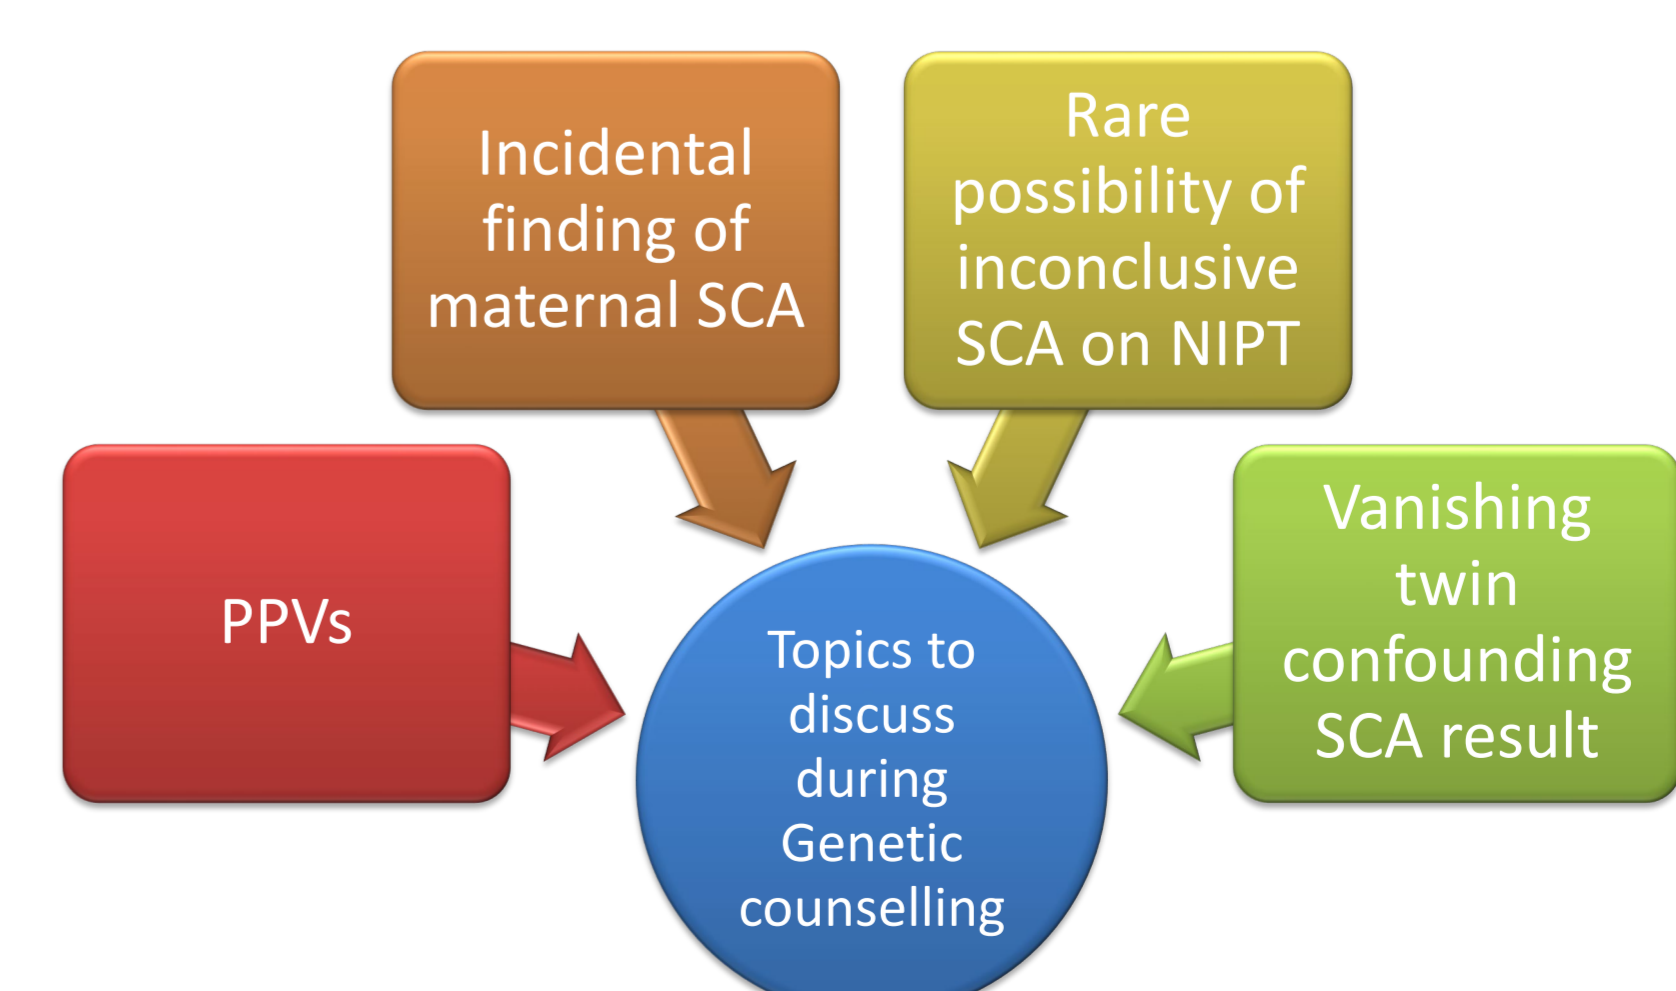 Incidental
finding of
maternal SCA
Rare
possibility of
inconclusive
SCA on NIPT
PPVs
Vanishing
twin
confounding
SCA result
Topics to
discuss
during
Genetic
counselling